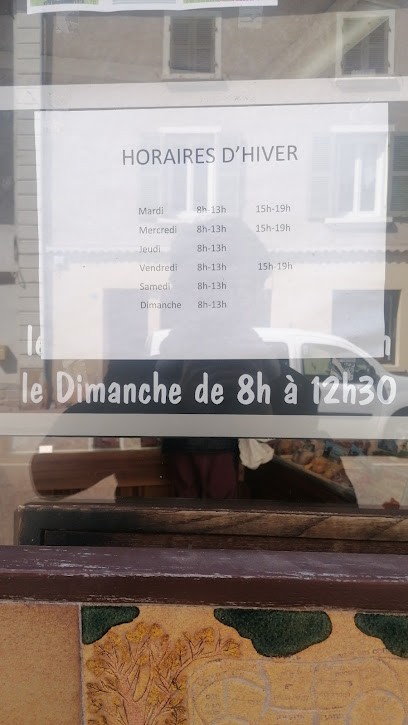 HORAIRES D'HIVER
Mardi 8h-13h 15h-19h
Mercredi 8h-13h 15h-19h
Jeudi 8h-13h
Vendredi 8h-13h 15h-19h
Samedi 8h-13h
Dimanche 8h-13h
le Dimanche de 8h à 12h30